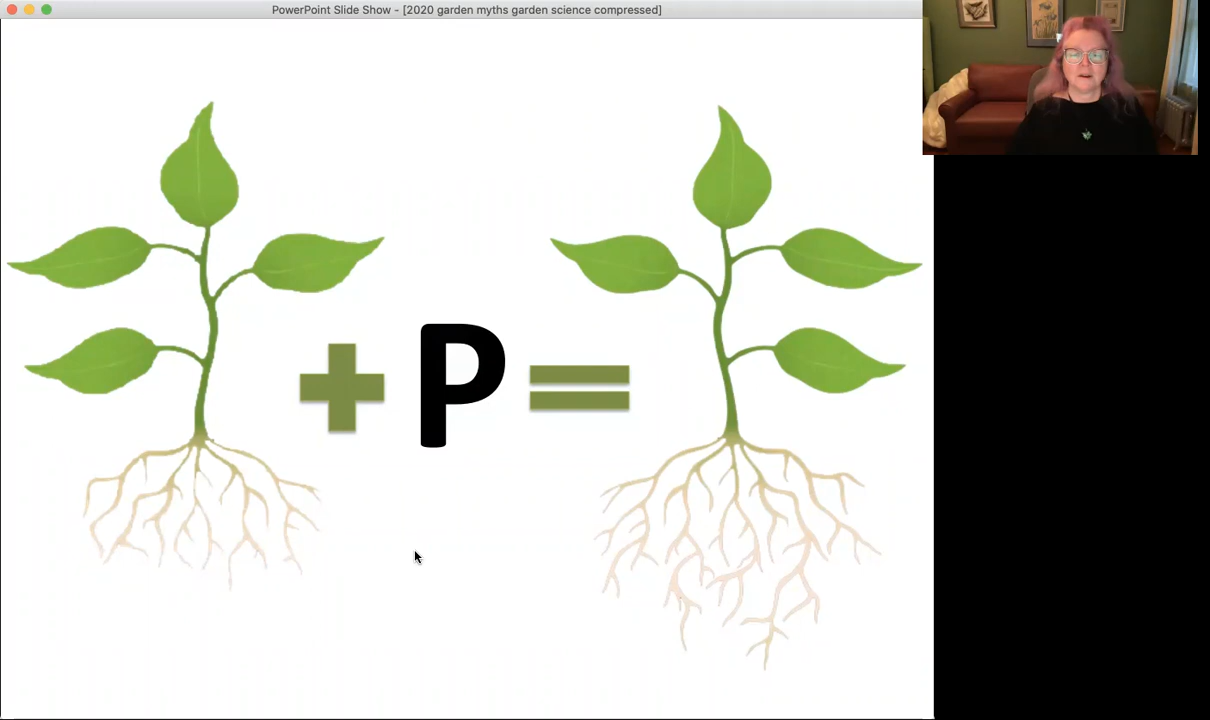 PowerPoint Slide Show - [2020 garden myths garden science compressed]
+ P =